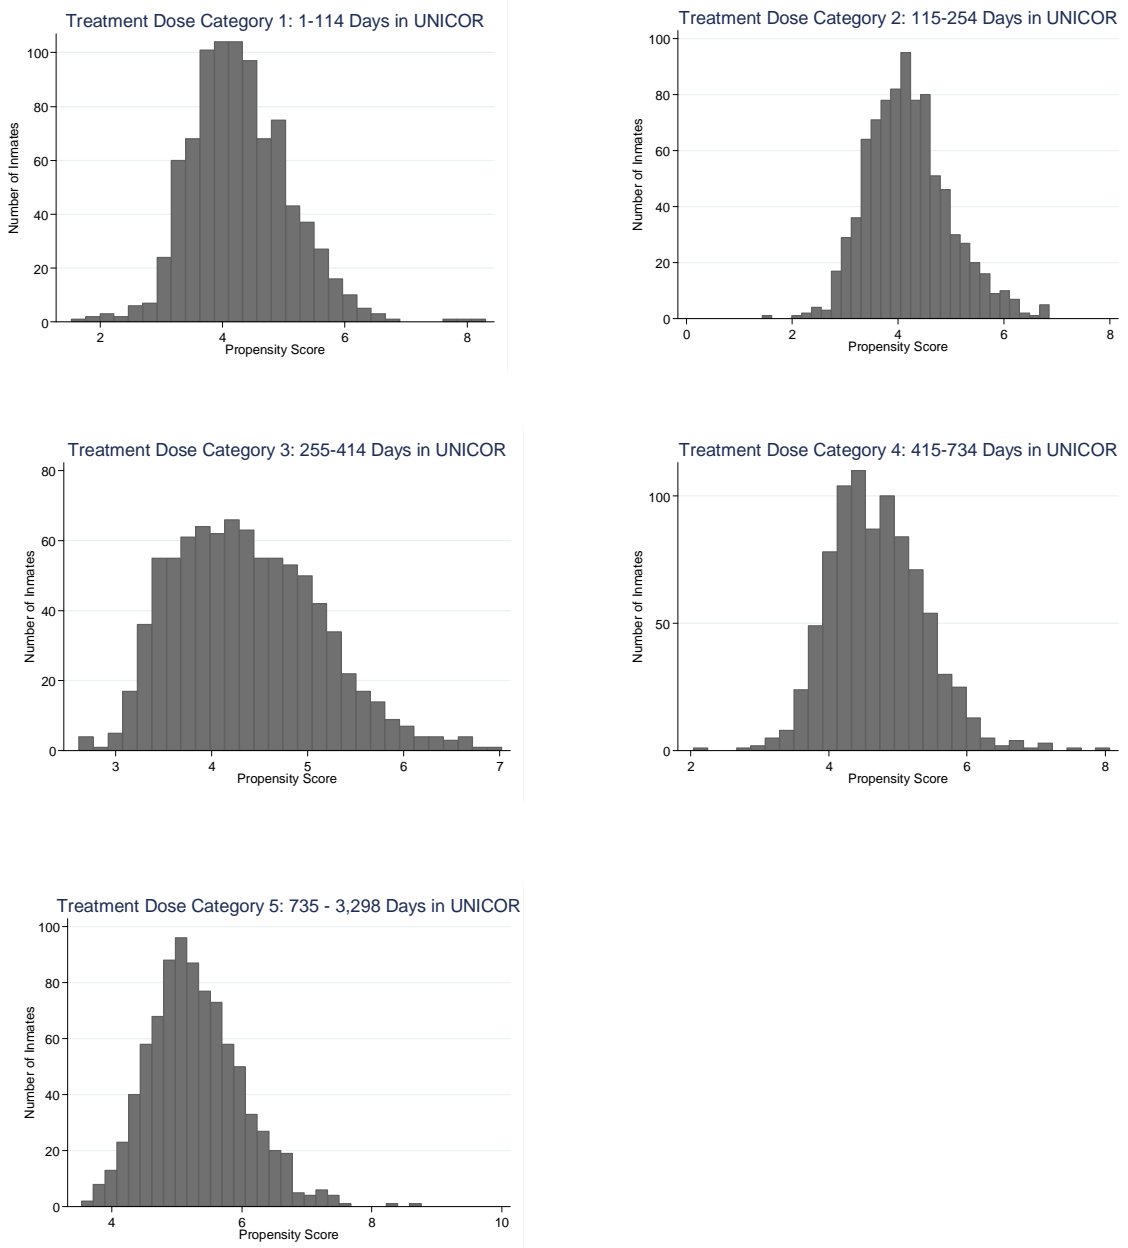 Treatment Dose Category 1: 1-114 Days in UNICOR
100
80
60
40
20
0
Number of Inmates
2 4 6 8
Propensity Score
Treatment Dose Category 2: 115-254 Days in UNICOR
100
80
60
40
20
0
Number of Inmates
0 2 4 6 8
Propensity Score
Treatment Dose Category 3: 255-414 Days in UNICOR
80
60
40
20
0
Number of Inmates
3 4 5 6 7
Propensity Score
Treatment Dose Category 4: 415-734 Days in UNICOR
100
50
0
Number of Inmates
2 4 6 8
Propensity Score
Treatment Dose Category 5: 735 - 3,298 Days in UNICOR
100
80
60
40
20
0
Number of Inmates
4 6 8 10
Propensity Score